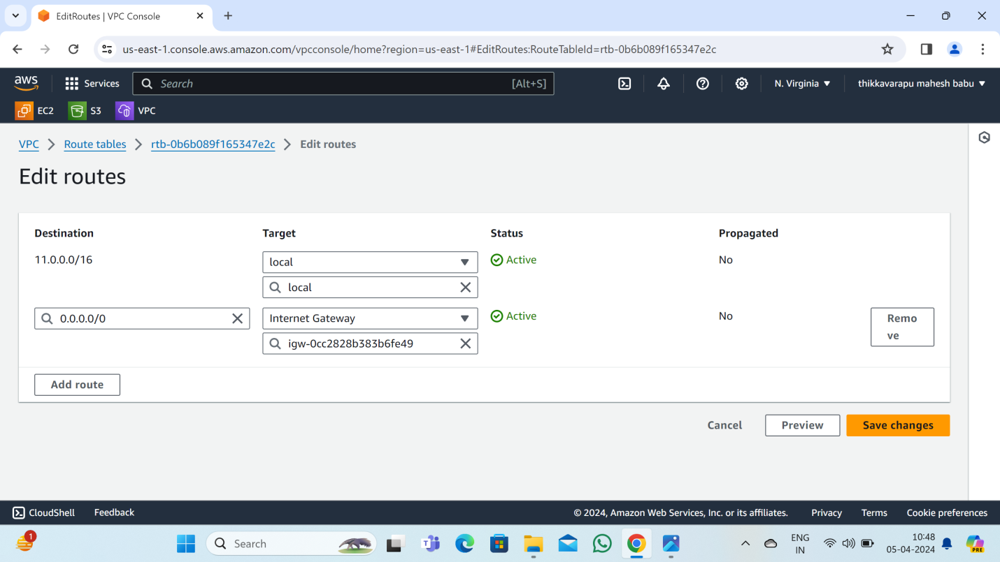 EditRoutes | VPC Console
us-east-1.console.aws.amazon.com/vpcconsole/home?region=us-east-1#EditRoutes:RouteTableId=rtb-0b6b089f165347e2c
aws Services Search [Alt+S] N. Virginia thikkavarapu mahesh babu
EC2 S3 VPC
VPC Route tables rtb-0b6b089f165347e2c Edit routes
Edit routes
Destination Target Status Propagated
11.0.0.0/16 local Active No
local
0.0.0.0/0 Internet Gateway Active No Remo
ve
igw-0cc2828b383b6fe49
Add route
Cancel Preview Save changes
CloudShell Feedback © 2024, Amazon Web Services, Inc. or its affiliates. Privacy Terms Cookie preferences
1 Search ENG 10:48
IN 05-04-2024 PRE